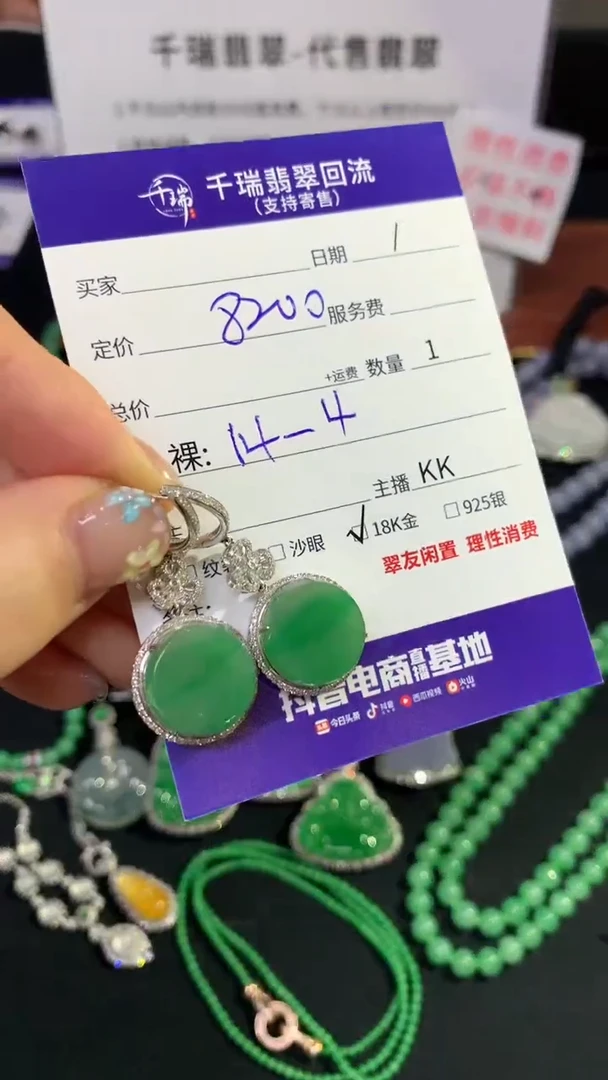 千瑞翡翠-代售翡翠
千瑞
千瑞翡翠回流
(支持寄售)
买家 日期 /
定价 8200 服务费
总价 +运费 数量 1
裸: 14-4
主播 KK
沙眼 ✓ 18K金 □ 925银
翠友闲置 理性消费
抖音电商直播基地
今日头条 抖音 西瓜视频 火山